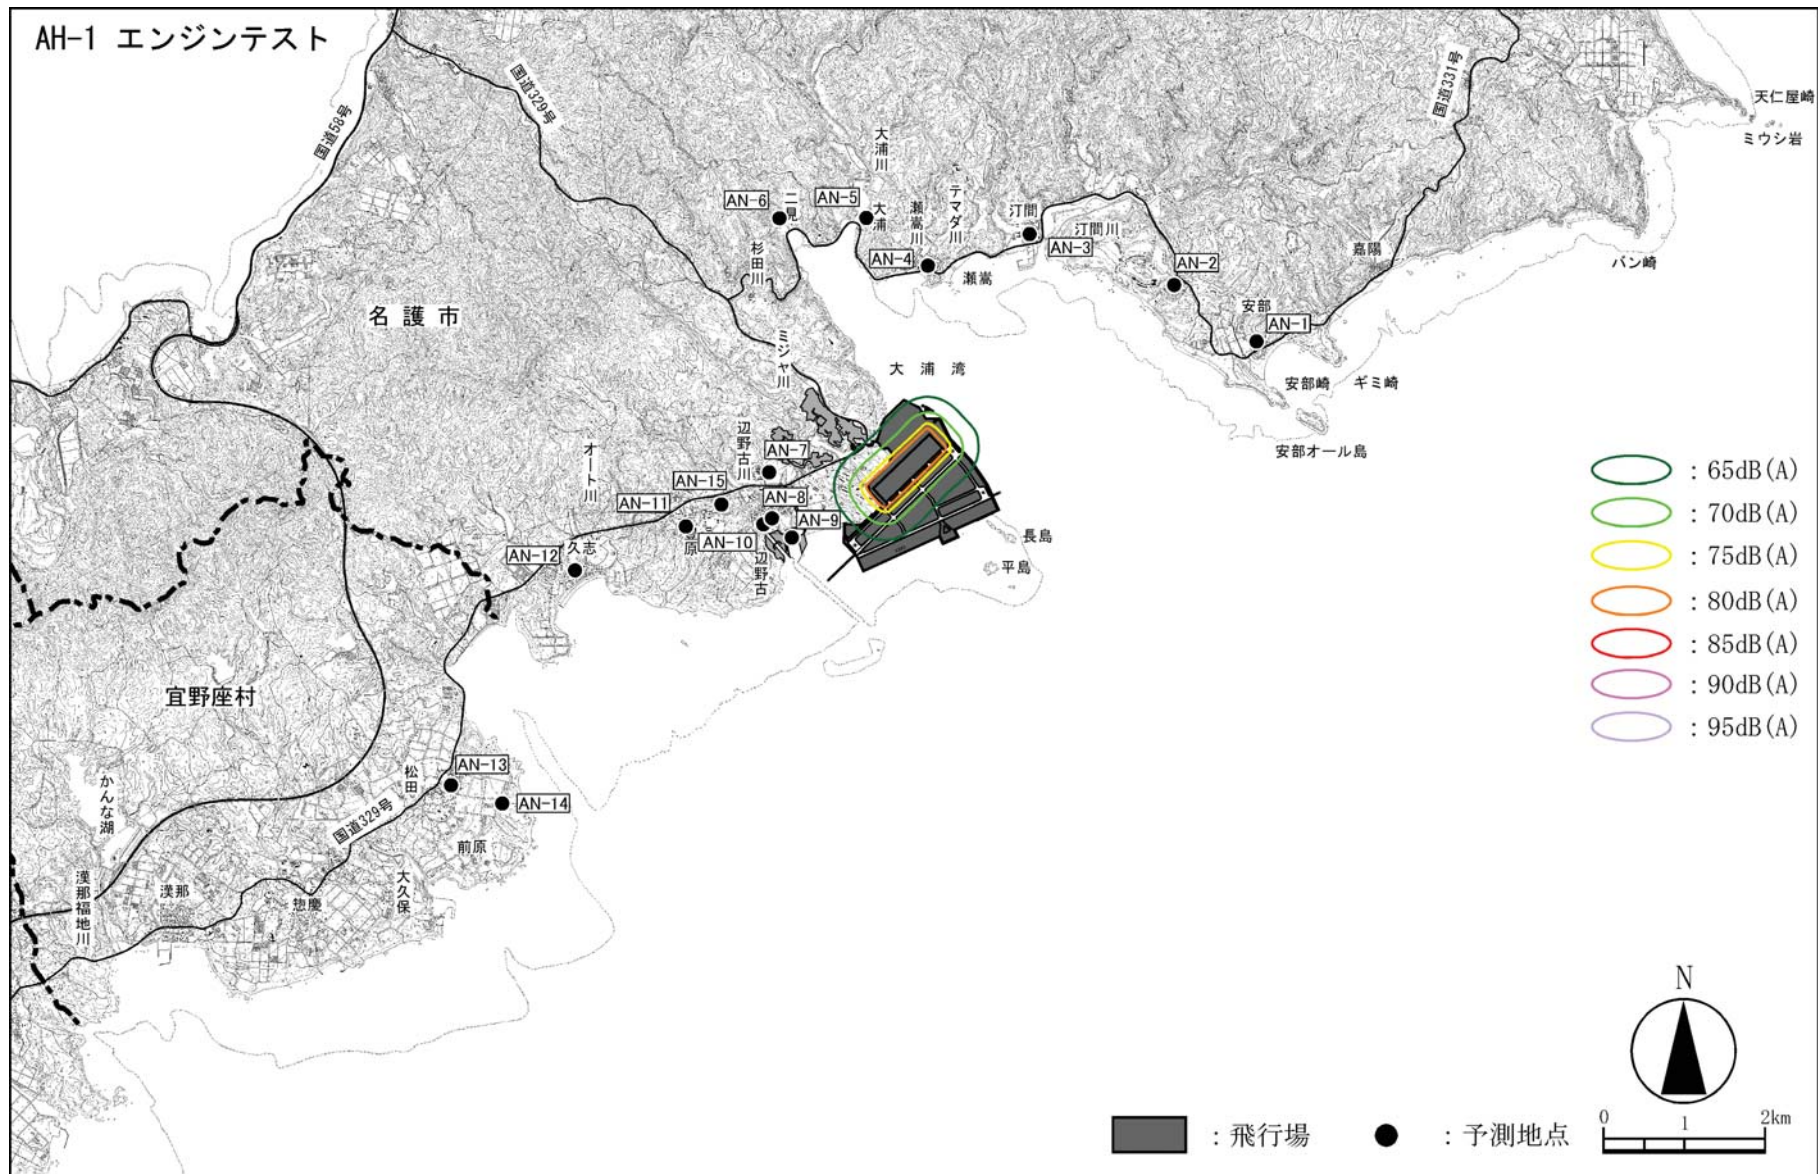 AH-1 エンジンテスト
国道58号
国道329号
国道331号
天仁屋崎
ミウシ岩
大浦川
AN-6
二見
AN-5
大浦
瀬嵩川
テマダ川
汀間
AN-3
汀間川
嘉陽
バン崎
杉田川
AN-4
瀬嵩
AN-2
名護市
安部
AN-1
ミジャ川
大浦湾
安部崎
ギミ崎
安部オール島
辺野古川
AN-7
オート川
AN-15
AN-11
AN-8
AN-9
原
AN-10
辺野古
長島
平島
AN-12
久志
宜野座村
かんな湖
松田
AN-13
AN-14
国道329号
前原
大久保
漢那福地川
漢那
惣慶
：65dB(A)
：70dB(A)
：75dB(A)
：80dB(A)
：85dB(A)
：90dB(A)
：95dB(A)
N
：飛行場
：予測地点
0 1 2km